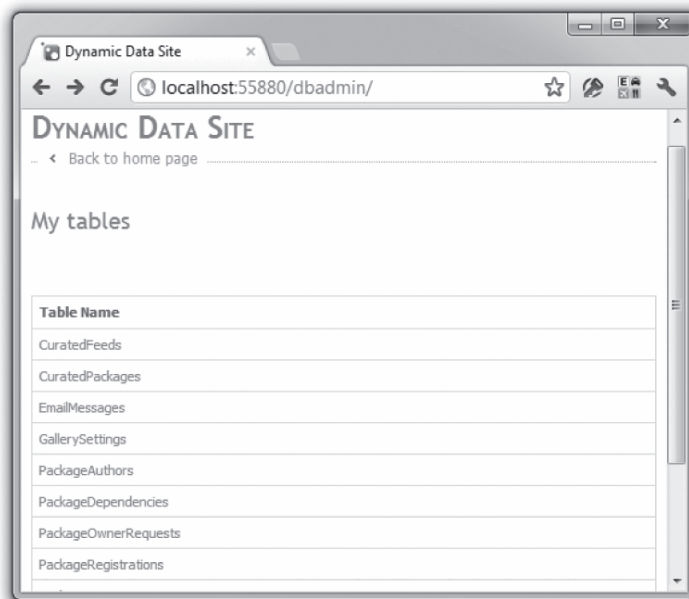 Dynamic Data Site
localhost:55880/dbadmin/
DYNAMIC DATA SITE
Back to home page
My tables
Table Name
CuratedFeeds
CuratedPackages
EmailMessages
GallerySettings
PackageAuthors
PackageDependencies
PackageOwnerRequests
PackageRegistrations